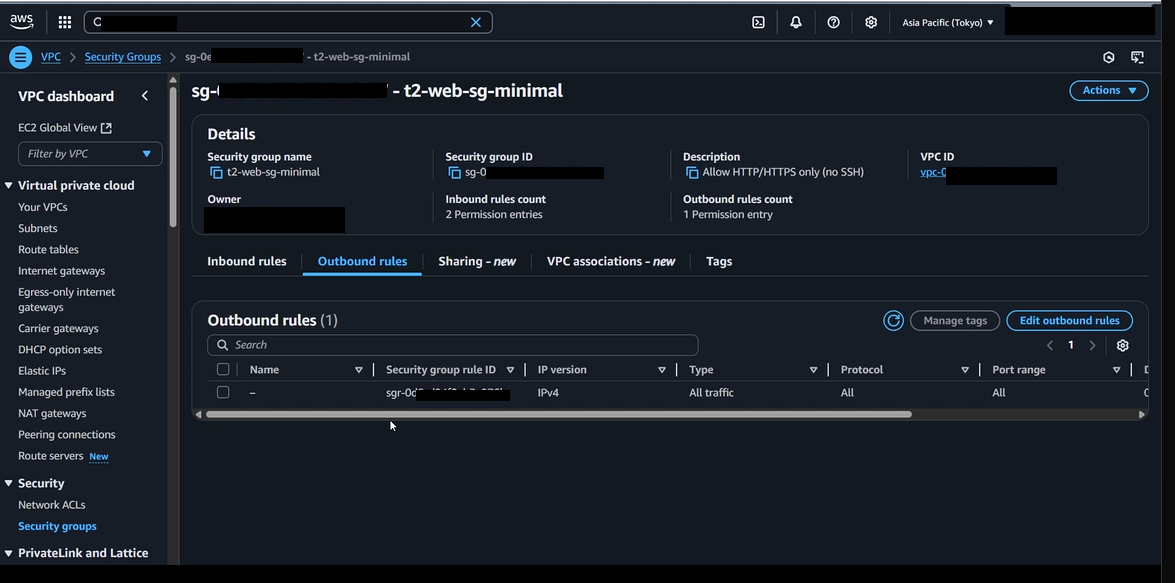 aws
C
Asia Pacific (Tokyo)
VPC > Security Groups > sg-0e - t2-web-sg-minimal
VPC dashboard
EC2 Global View
Filter by VPC
Virtual private cloud
Your VPCs
Subnets
Route tables
Internet gateways
Egress-only internet
gateways
Carrier gateways
DHCP option sets
Elastic IPs
Managed prefix lists
NAT gateways
Peering connections
Route servers New
Security
Network ACLs
Security groups
PrivateLink and Lattice
sg- - t2-web-sg-minimal
Actions
Details
Security group name
t2-web-sg-minimal
Security group ID
sg-0
Description
Allow HTTP/HTTPS only (no SSH)
VPC ID
vpc-0
Owner
Inbound rules count
2 Permission entries
Outbound rules count
1 Permission entry
Inbound rules Outbound rules Sharing - new VPC associations - new Tags
Outbound rules (1)
Manage tags
Edit outbound rules
Search
1
Name Security group rule ID IP version Type Protocol Port range
– sgr-0d IPv4 All traffic All All